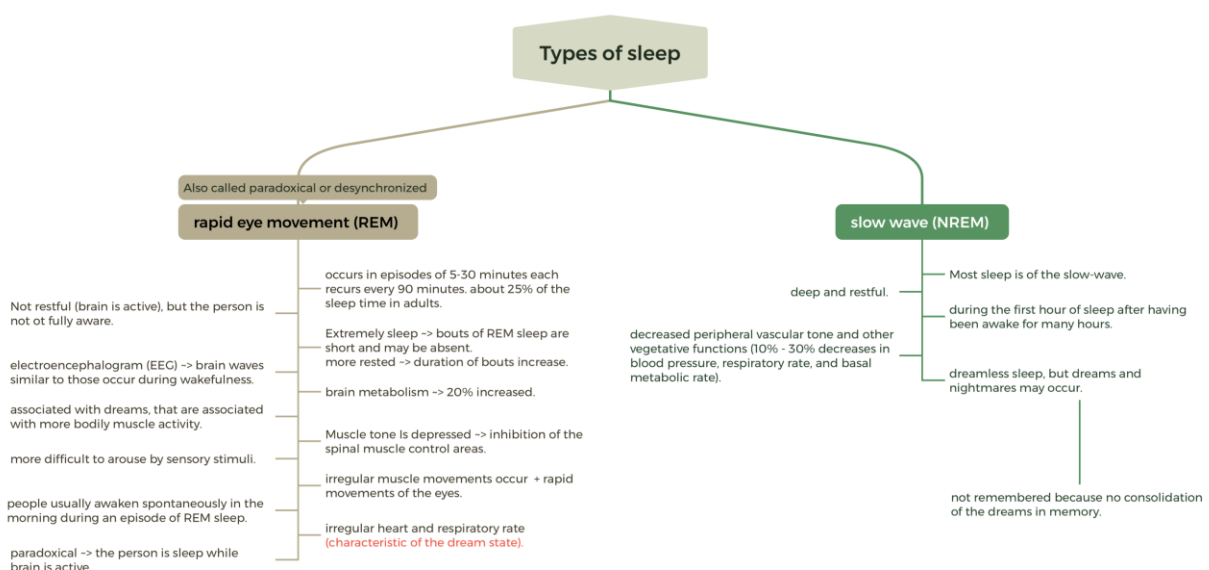 Types of sleep
Also called paradoxical or desynchronized
rapid eye movement (REM)
Not restful (brain is active), but the person is
not ot fully aware.
electroencephalogram (EEG) ~> brain waves
similar to those occur during wakefulness.
associated with dreams, that are associated
with more bodily muscle activity.
more difficult to arouse by sensory stimuli.
people usually awaken spontaneously in the
morning during an episode of REM sleep.
paradoxical ~> the person is sleep while
brain is active
occurs in episodes of 5-30 minutes each
recurs every 90 minutes. about 25% of the
sleep time in adults.
Extremely sleep ~> bouts of REM sleep are
short and may be absent.
more rested ~> duration of bouts increase.
brain metabolism ~> 20% increased.
Muscle tone Is depressed ~> inhibition of the
spinal muscle control areas.
irregular muscle movements occur + rapid
movements of the eyes.
irregular heart and respiratory rate
(characteristic of the dream state).
slow wave (NREM)
deep and restful.
decreased peripheral vascular tone and other
vegetative functions (10% - 30% decreases in
blood pressure, respiratory rate, and basal
metabolic rate).
Most sleep is of the slow-wave.
during the first hour of sleep after having
been awake for many hours.
dreamless sleep, but dreams and
nightmares may occur.
not remembered because no consolidation
of the dreams in memory.